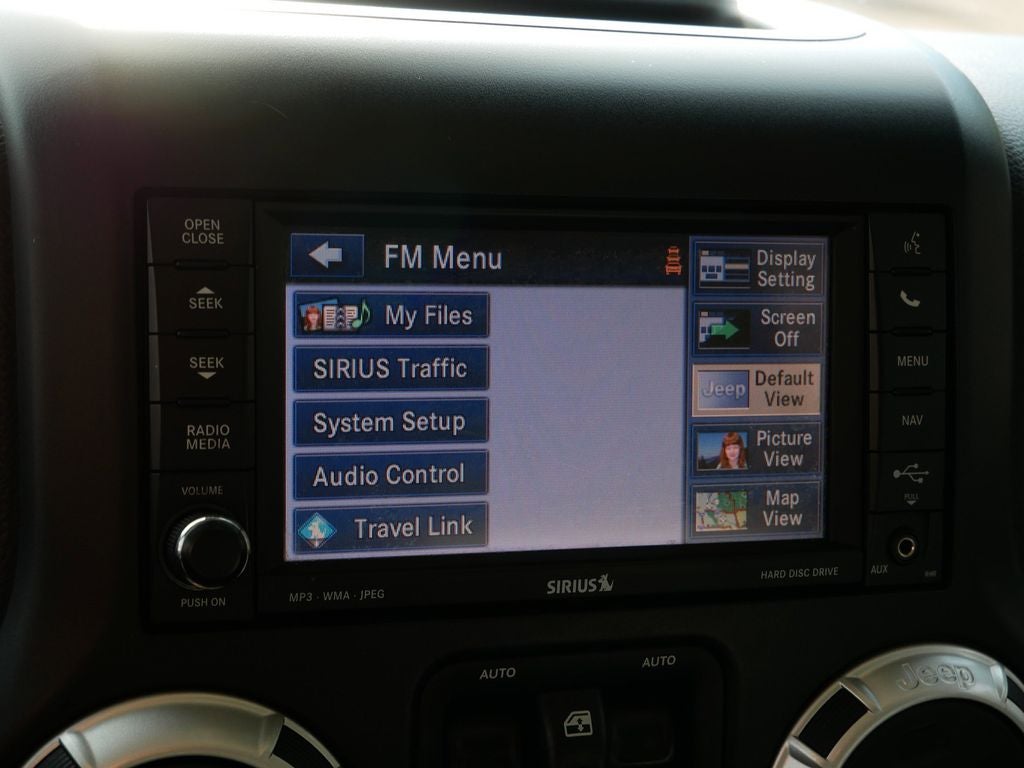 OPEN
CLOSE
SEEK
SEEK
RADIO
MEDIA
VOLUME
PUSH ON
FM Menu
My Files
SIRIUS Traffic
System Setup
Audio Control
Travel Link
Display
Setting
Screen
Off
Jeep
Default
View
Picture
View
Map
View
MENU
NAV
PULL
AUX
MP3 · WMA · JPEG
SIRIUS
HARD DISC DRIVE
AUTO
AUTO
Jeep